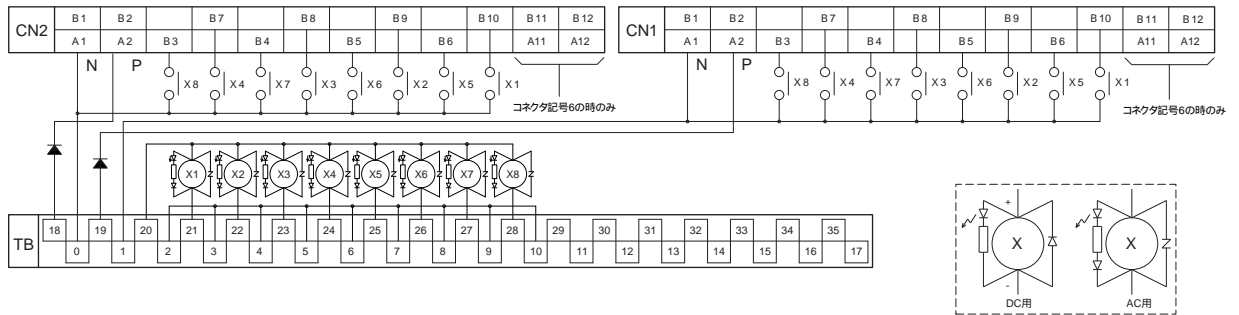 CN2 B1 B2 B7 B8 B9 B10 B11 B12
A1 A2 B3 B4 B5 B6 A11 A12
N P
X8 X4 X7 X3 X6 X2 X5 X1
コネクタ記号6の時のみ
CN1 B1 B2 B7 B8 B9 B10 B11 B12
A1 A2 B3 B4 B5 B6 A11 A12
N P
X8 X4 X7 X3 X6 X2 X5 X1
コネクタ記号6の時のみ
X1 X2 X3 X4 X5 X6 X7 X8
TB 18 19 20 21 22 23 24 25 26 27 28 29 30 31 32 33 34 35
0 1 2 3 4 5 6 7 8 9 10 11 12 13 14 15 16 17
+
X X
-
DC用 AC用